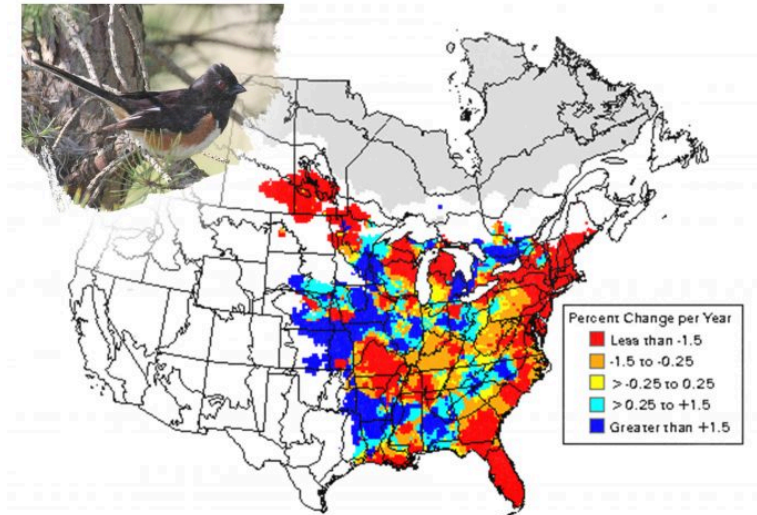 Percent Change per Year
Less than -1.5
-1.5 to -0.25
> -0.25 to 0.25
> 0.25 to +1.5
Greater than +1.5